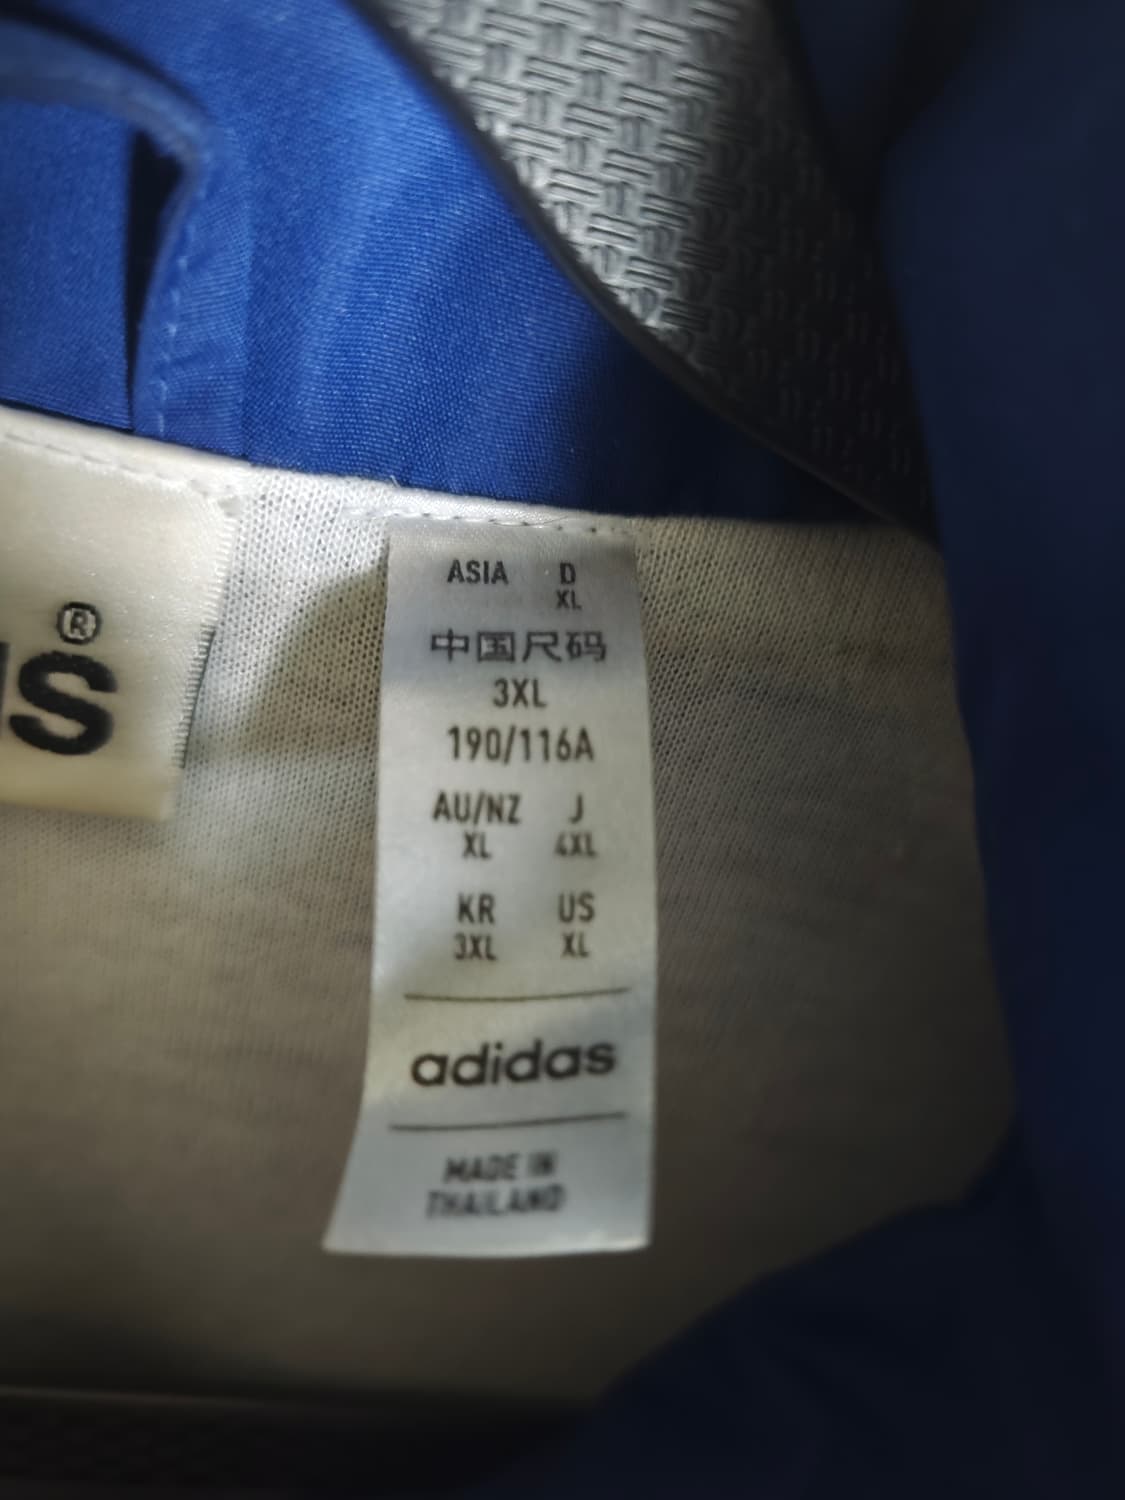 ®
IS
ASIA D
XL
中国尺码
3XL
190/116A
AU/NZ J
XL 4XL
KR US
3XL XL
adidas
MADE IN
THAILAND